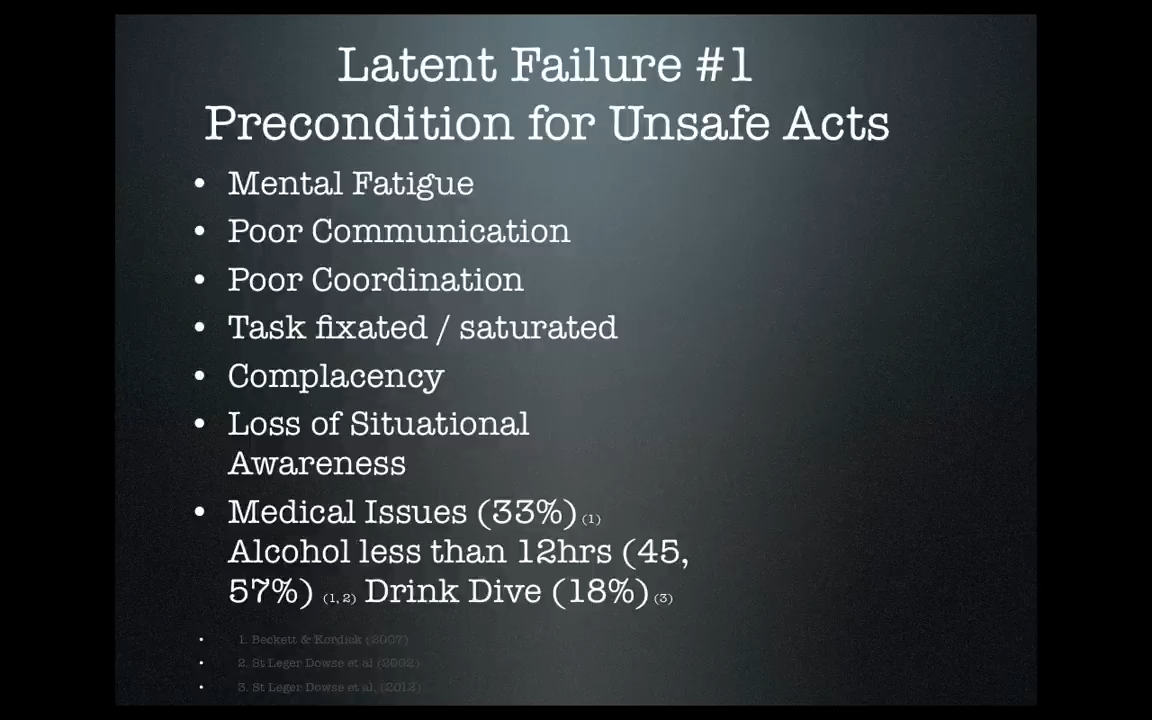 Latent Failure #1
Precondition for Unsafe Acts
• Mental Fatigue
• Poor Communication
• Poor Coordination
• Task fixated / saturated
• Complacency
• Loss of Situational
Awareness
• Medical Issues (33%) (1)
Alcohol less than 12hrs (45,
57%) (1, 2) Drink Dive (18%) (3)
• 1. Beckett & Kordick (2007)
• 2. St Leger Dowse et al (2002)
• 3. St Leger Dowse et al, (2012)